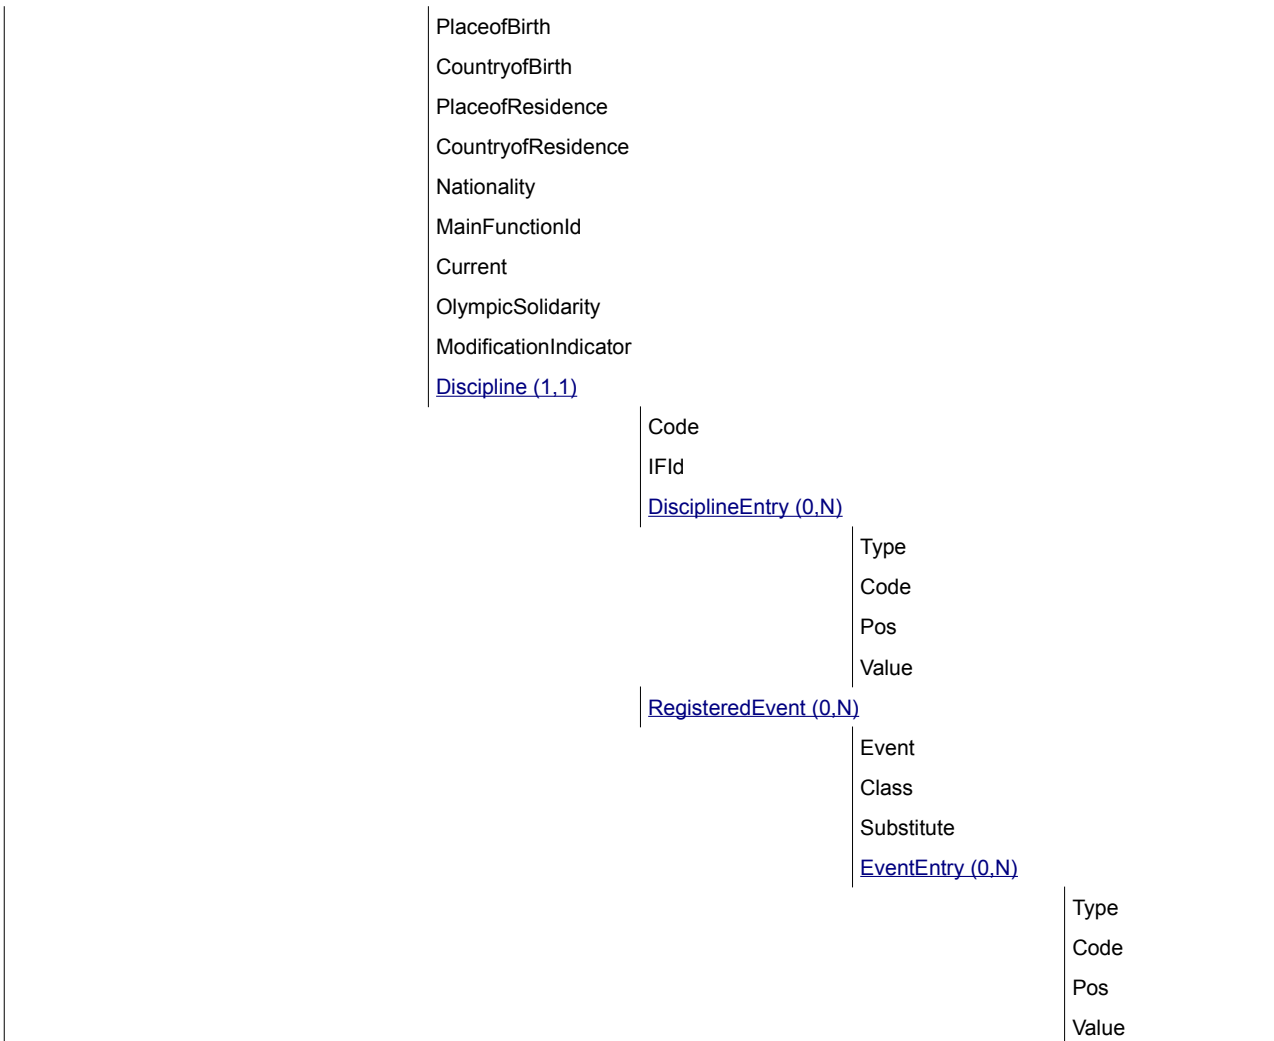 PlaceofBirth
CountryofBirth
PlaceofResidence
CountryofResidence
Nationality
MainFunctionId
Current
OlympicSolidarity
ModificationIndicator
Discipline (1,1)
Code
IFId
DisciplineEntry (0,N)
Type
Code
Pos
Value
RegisteredEvent (0,N)
Event
Class
Substitute
EventEntry (0,N)
Type
Code
Pos
Value